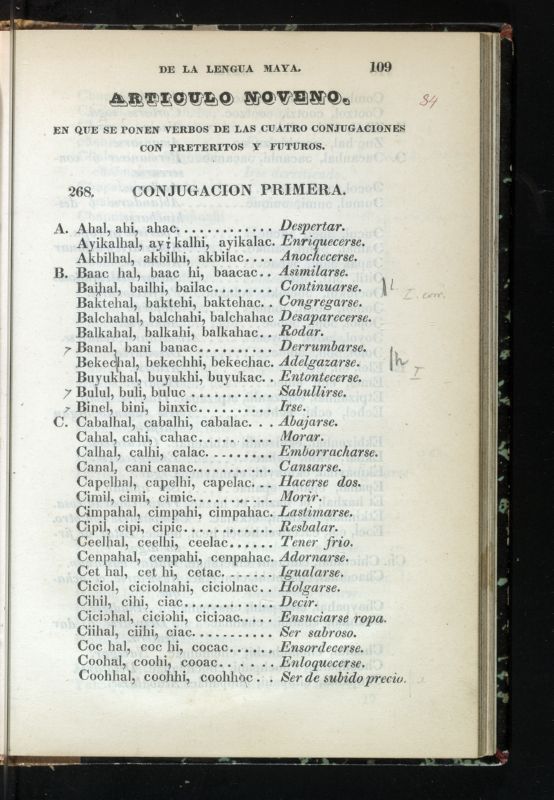 DE LA LENGUA MAYA. 109
ARTICULO NOVENO.
84
EN QUE SE PONEN VERBOS DE LAS CUATRO CONJUGACIONES
CON PRETERITOS Y FUTUROS.
268. CONJUGACION PRIMERA.
A. Ahal, ahi, ahac............. Despertar.
Ayikalhal, ayikalhi, ayikalac. Enriquecerse.
Akbilhal, akbilhi, akbilac.... Anochecerse.
B. Baac hal, baac hi, baacac.. Asimilarse.
Baihal, bailhi, bailac........ Continuarse. l I. corr.
Baktehal, baktehi, baktehac. . Congregarse.
Balchahal, balchahi, balchahac Desaparecerse.
Balkahal, balkahi, balkahac.. Rodar.
Banal, bani banac.......... Derrumbarse.
Bekechal, bekechhi, bekechac. Adelgazarse. h I
Buyukhal, buyukhi, buyukac. . Entontecerse.
Bulul, buli, buluc .......... Sabullirse.
Binel, bini, binxic........... Irse.
C. Cabalhal, cabalhi, cabalac. . . Abajarse.
Cahal, cahi, cahac.......... Morar.
Calhal, calhi, calac.......... Emborracharse.
Canal, cani canac........... Cansarse.
Capelhal, capelhi, capelac... Hacerse dos.
Cimil, cimi, cimic........... Morir.
Cimpahal, cimpahi, cimpahac. Lastimarse.
Cipil, cipi, cipic............. Resbalar.
Ceelhal, ceelhi, ceelac...... Tener frio.
Cenpahal, cenpahi, cenpahac. Adornarse.
Cet hal, cet hi, cetac........ Igualarse.
Ciciol, ciciolnahi, ciciolnac.. Holgarse.
Cihil, cihi, ciac............. Decir.
Ciciɔhal, ciciɔhi, ciciɔac..... Ensuciarse ropa.
Ciihal, ciihi, ciac........... Ser sabroso.
Coc hal, coc hi, cocac...... Ensordecerse.
Coohal, coohi, cooac....... Enloquecerse.
Coohhal, coohhi, coohhoc. . . Ser de subido precio.